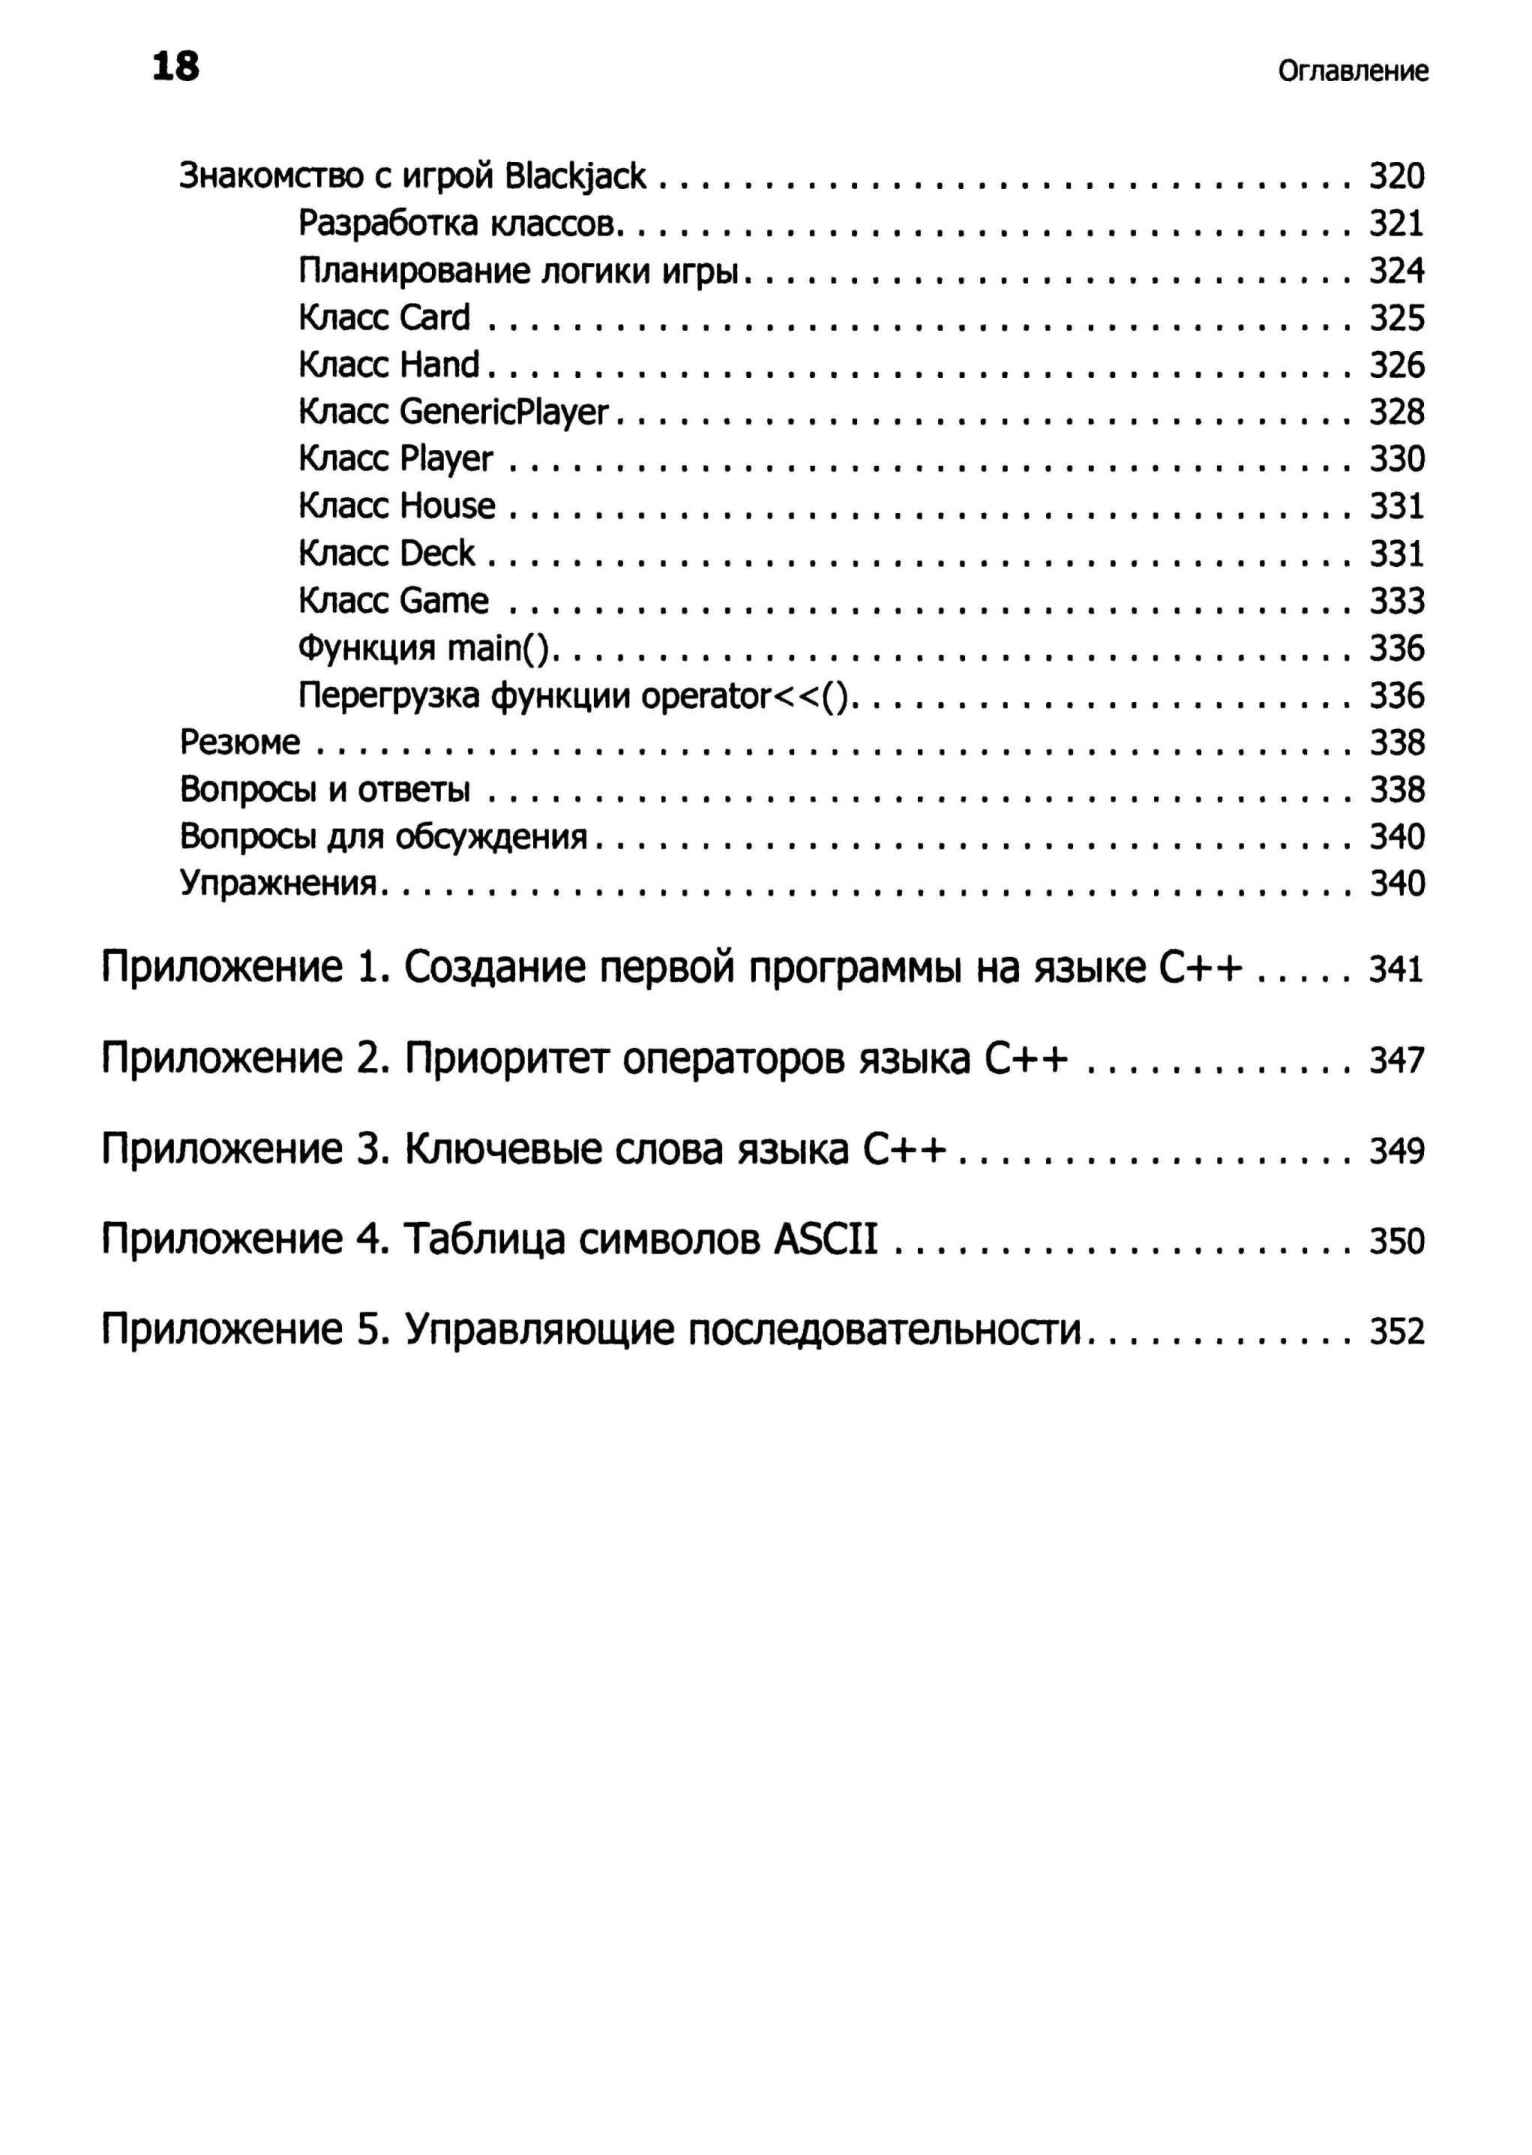 18
Оглавление
Знакомство с игрой Blackjack . . . . . . . . . . . . . . . . . . . . . . . . . . . . . . . . . 320
Разработка классов. . . . . . . . . . . . . . . . . . . . . . . . . . . . . . . . . . . 321
Планирование логики игры. . . . . . . . . . . . . . . . . . . . . . . . . . . . . 324
Класс Card . . . . . . . . . . . . . . . . . . . . . . . . . . . . . . . . . . . . . . . . . 325
Класс Hand. . . . . . . . . . . . . . . . . . . . . . . . . . . . . . . . . . . . . . . . . 326
Класс GenericPlayer. . . . . . . . . . . . . . . . . . . . . . . . . . . . . . . . . . . 328
Класс Player . . . . . . . . . . . . . . . . . . . . . . . . . . . . . . . . . . . . . . . . 330
Класс House . . . . . . . . . . . . . . . . . . . . . . . . . . . . . . . . . . . . . . . . 331
Класс Deck . . . . . . . . . . . . . . . . . . . . . . . . . . . . . . . . . . . . . . . . . 331
Класс Game . . . . . . . . . . . . . . . . . . . . . . . . . . . . . . . . . . . . . . . . 333
Функция main(). . . . . . . . . . . . . . . . . . . . . . . . . . . . . . . . . . . . . . 336
Перегрузка функции operator<<(). . . . . . . . . . . . . . . . . . . . . . . . 336
Резюме . . . . . . . . . . . . . . . . . . . . . . . . . . . . . . . . . . . . . . . . . . . . . . . . . 338
Вопросы и ответы . . . . . . . . . . . . . . . . . . . . . . . . . . . . . . . . . . . . . . . . . 338
Вопросы для обсуждения. . . . . . . . . . . . . . . . . . . . . . . . . . . . . . . . . . . . 340
Упражнения. . . . . . . . . . . . . . . . . . . . . . . . . . . . . . . . . . . . . . . . . . . . . . 340
Приложение 1. Создание первой программы на языке C++ . . . . . 341
Приложение 2. Приоритет операторов языка C++ . . . . . . . . . . . . . 347
Приложение 3. Ключевые слова языка C++ . . . . . . . . . . . . . . . . . . . 349
Приложение 4. Таблица символов ASCII . . . . . . . . . . . . . . . . . . . . . . 350
Приложение 5. Управляющие последовательности. . . . . . . . . . . . . 352